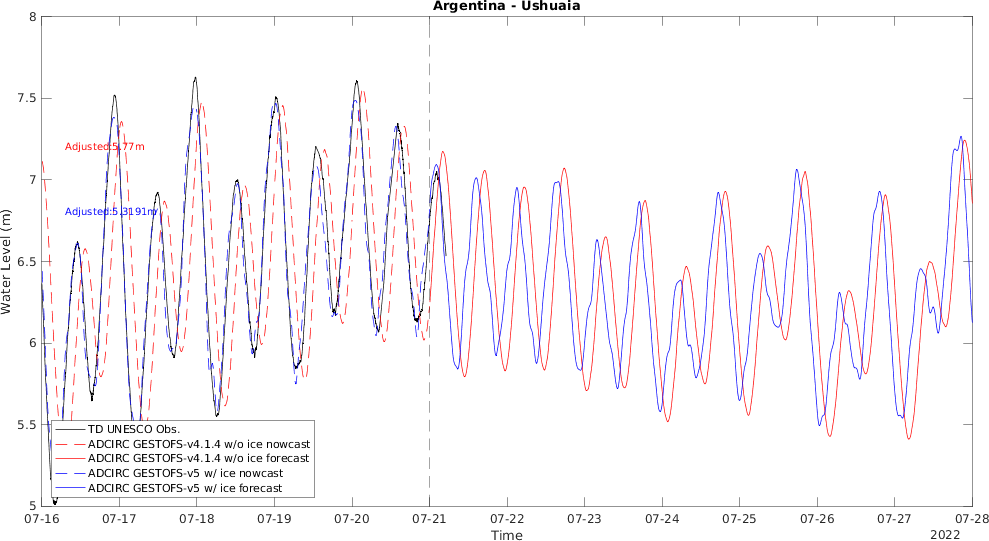 Argentina - Ushuaia
8
7.5
7
6.5
6
5.5
5
Water Level (m)
Adjusted:5.77m
Adjusted:5.3191m
TD UNESCO Obs.
ADCIRC GESTOFS-v4.1.4 w/o ice nowcast
ADCIRC GESTOFS-v4.1.4 w/o ice forecast
ADCIRC GESTOFS-v5 w/ ice nowcast
ADCIRC GESTOFS-v5 w/ ice forecast
07-16 07-17 07-18 07-19 07-20 07-21 07-22 07-23 07-24 07-25 07-26 07-27 07-28
Time
2022